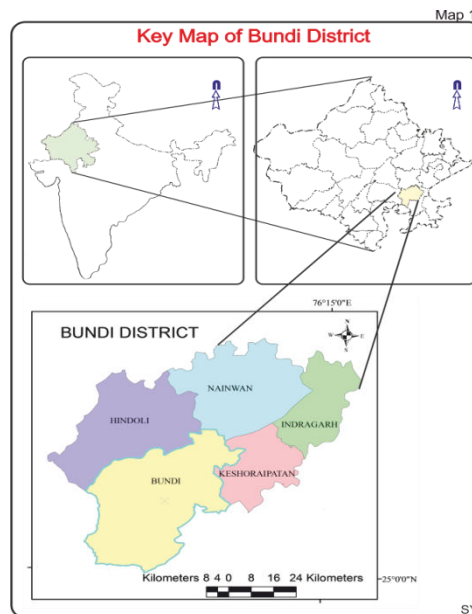 Map 1
Key Map of Bundi District
76°15'0"E
BUNDI DISTRICT
N
W E
S
NAINWAN
HINDOLI
INDRAGARH
BUNDI
KESHORAIPATAN
Kilometers 8 4 0 8 16 24 Kilometers
25°0'0"N